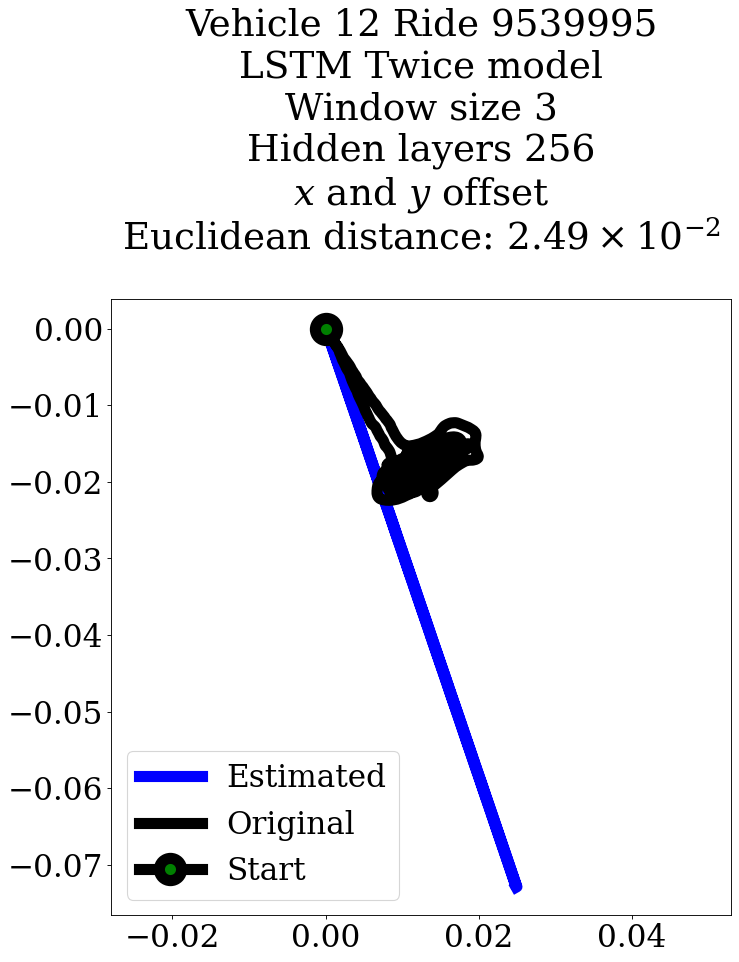 Vehicle 12 Ride 9539995
LSTM Twice model
Window size 3
Hidden layers 256
x and y offset
Euclidean distance: 2.49 × 10⁻²
0.00
−0.01
−0.02
−0.03
−0.04
−0.05
−0.06
−0.07
Estimated
Original
Start
−0.02 0.00 0.02 0.04